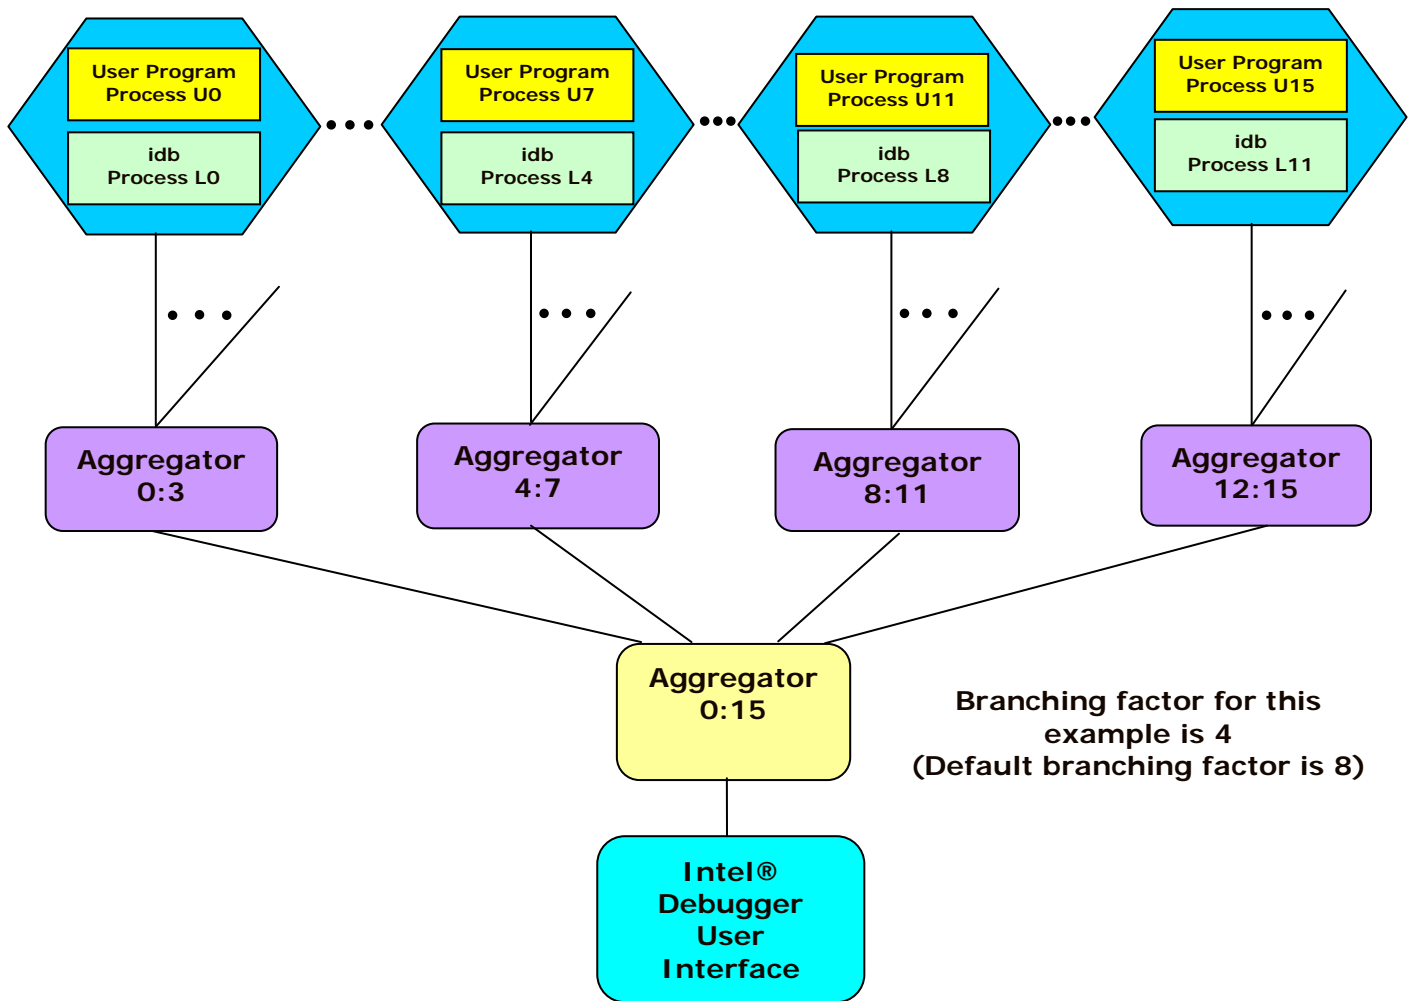 User Program
Process U0
idb
Process L0
User Program
Process U7
idb
Process L4
User Program
Process U11
idb
Process L8
User Program
Process U15
idb
Process L11
Aggregator
0:3
Aggregator
4:7
Aggregator
8:11
Aggregator
12:15
Aggregator
0:15
Branching factor for this
example is 4
(Default branching factor is 8)
Intel®
Debugger
User
Interface